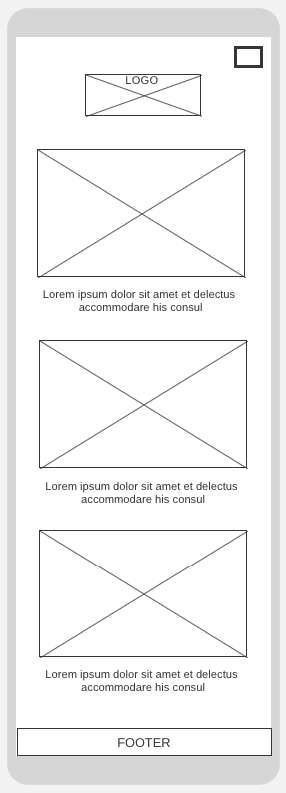 LOGO
Lorem ipsum dolor sit amet et delectus
accommodare his consul
Lorem ipsum dolor sit amet et delectus
accommodare his consul
Lorem ipsum dolor sit amet et delectus
accommodare his consul
FOOTER